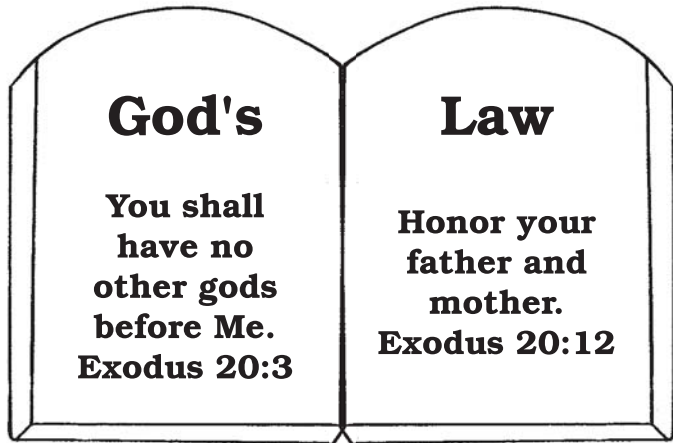 God's
You shall
have no
other gods
before Me.
Exodus 20:3
Law
Honor your
father and
mother.
Exodus 20:12